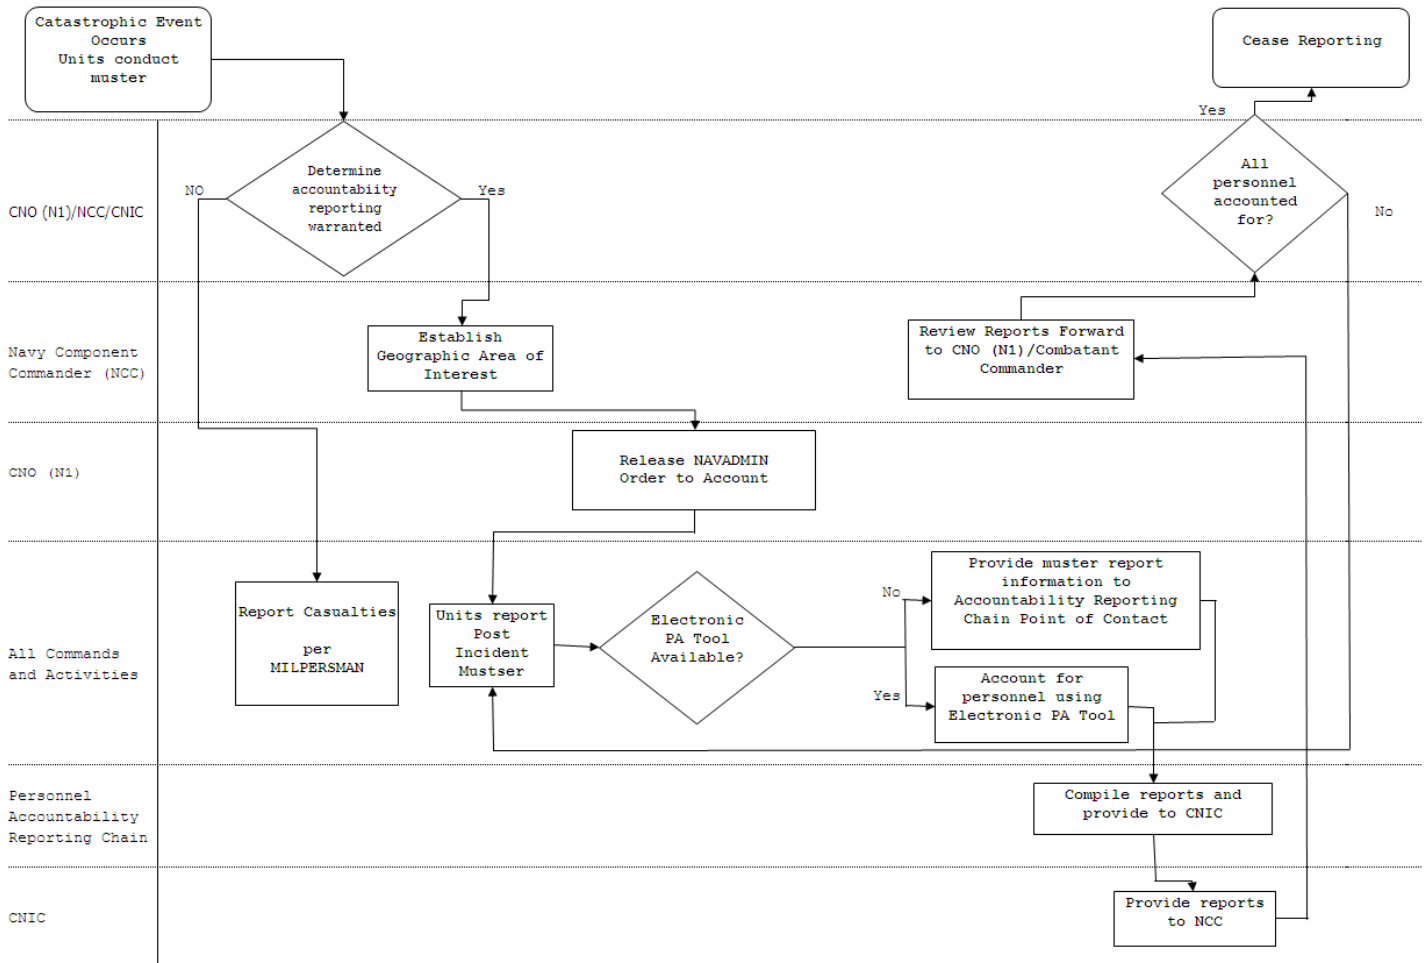 Catastrophic Event
Occurs
Units conduct
muster
Cease Reporting
Yes
CNO (N1)/NCC/CNIC
NO
Determine
accountabiity
reporting
warranted
Yes
All
personnel
accounted
for?
No
Navy Component
Commander (NCC)
Establish
Geographic Area of
Interest
Review Reports Forward
to CNO (N1)/Combatant
Commander
CNO (N1)
Release NAVADMIN
Order to Account
All Commands
and Activities
Report Casualties
per
MILPERSMAN
Units report
Post
Incident
Mustser
Electronic
PA Tool
Available?
No
Provide muster report
information to
Accountability Reporting
Chain Point of Contact
Yes
Account for
personnel using
Electronic PA Tool
Personnel
Accountability
Reporting Chain
Compile reports and
provide to CNIC
CNIC
Provide reports
to NCC